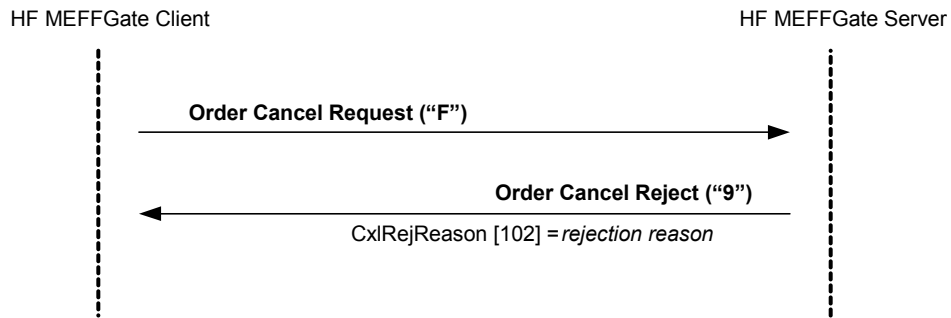 HF MEFFGate Client
HF MEFFGate Server
Order Cancel Request (“F”)
Order Cancel Reject (“9”)
CxlRejReason [102] = rejection reason